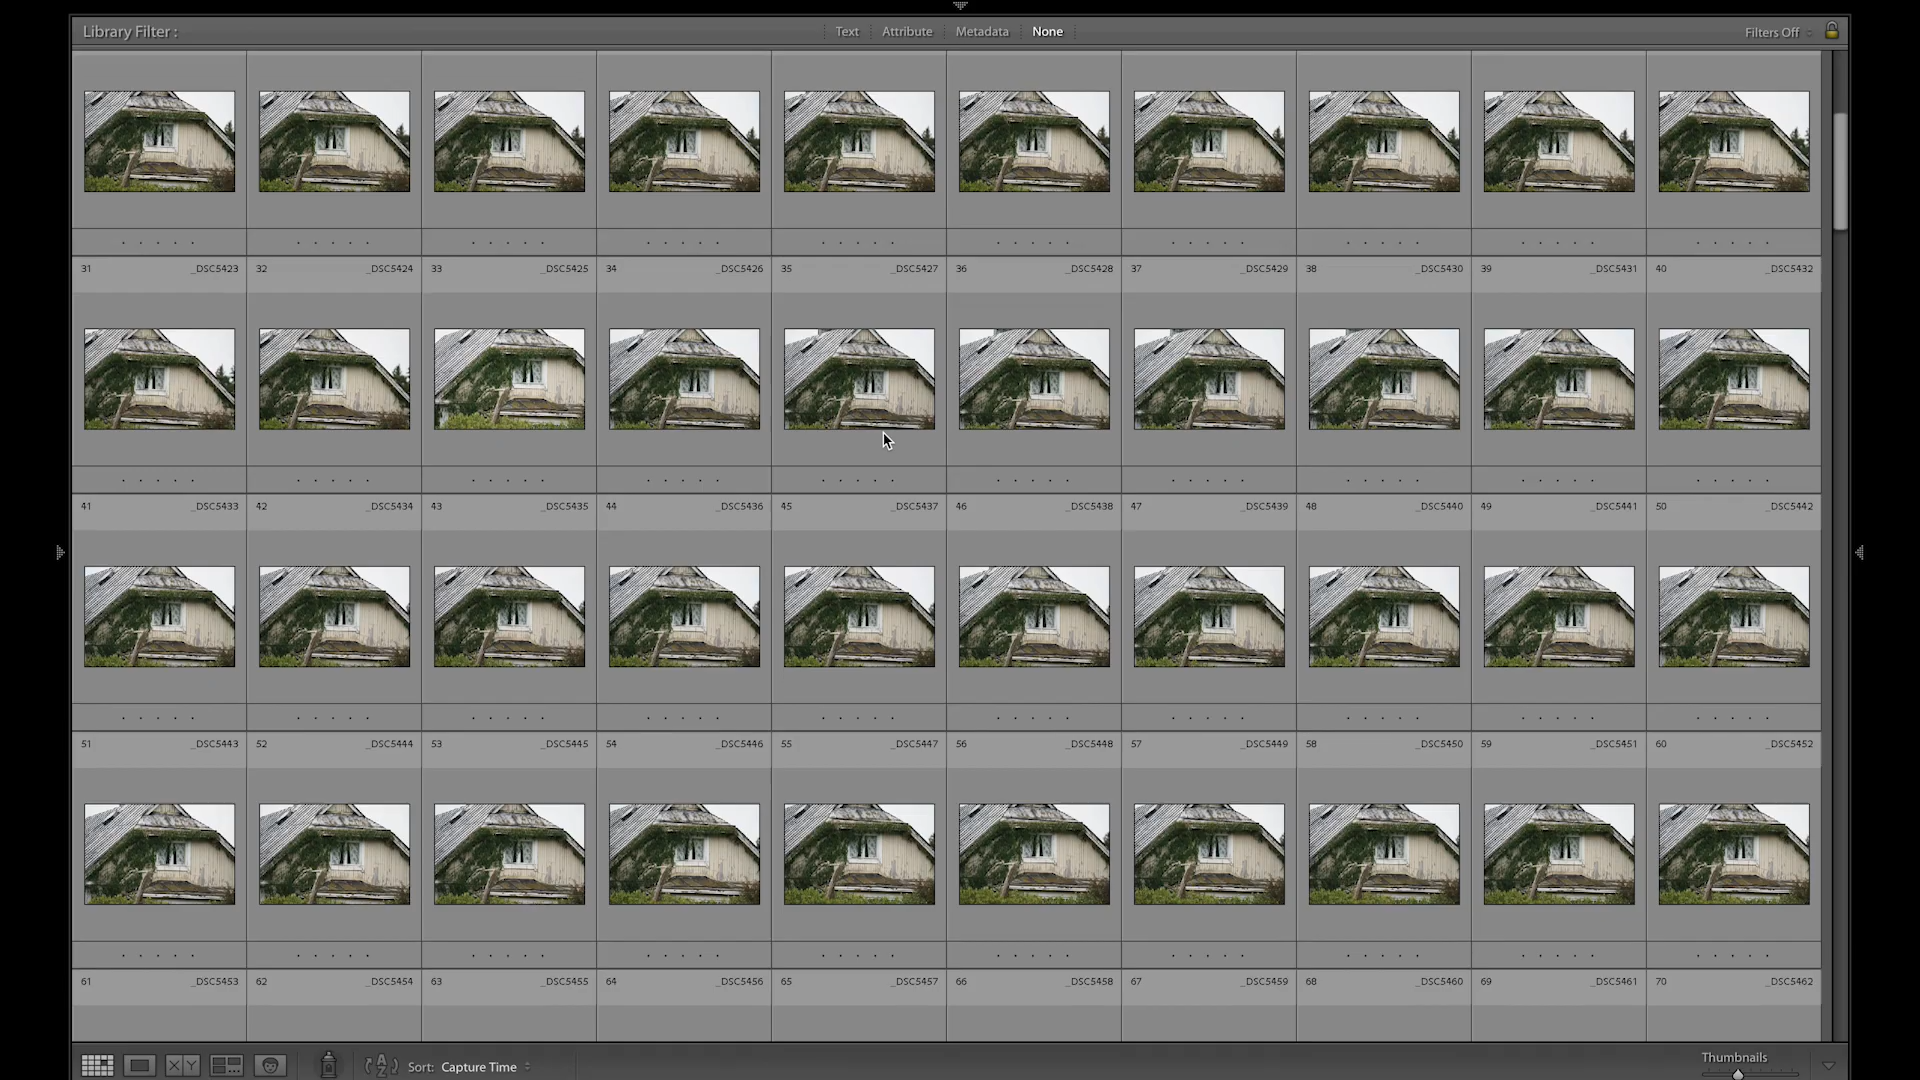 Library Filter :
Text Attribute Metadata None
Filters Off
31 _DSC5423 32 _DSC5424 33 _DSC5425 34 _DSC5426 35 _DSC5427 36 _DSC5428 37 _DSC5429 38 _DSC5430 39 _DSC5431 40 _DSC5432
41 _DSC5433 42 _DSC5434 43 _DSC5435 44 _DSC5436 45 _DSC5437 46 _DSC5438 47 _DSC5439 48 _DSC5440 49 _DSC5441 50 _DSC5442
51 _DSC5443 52 _DSC5444 53 _DSC5445 54 _DSC5446 55 _DSC5447 56 _DSC5448 57 _DSC5449 58 _DSC5450 59 _DSC5451 60 _DSC5452
61 _DSC5453 62 _DSC5454 63 _DSC5455 64 _DSC5456 65 _DSC5457 66 _DSC5458 67 _DSC5459 68 _DSC5460 69 _DSC5461 70 _DSC5462
X Y A Z Sort: Capture Time Thumbnails